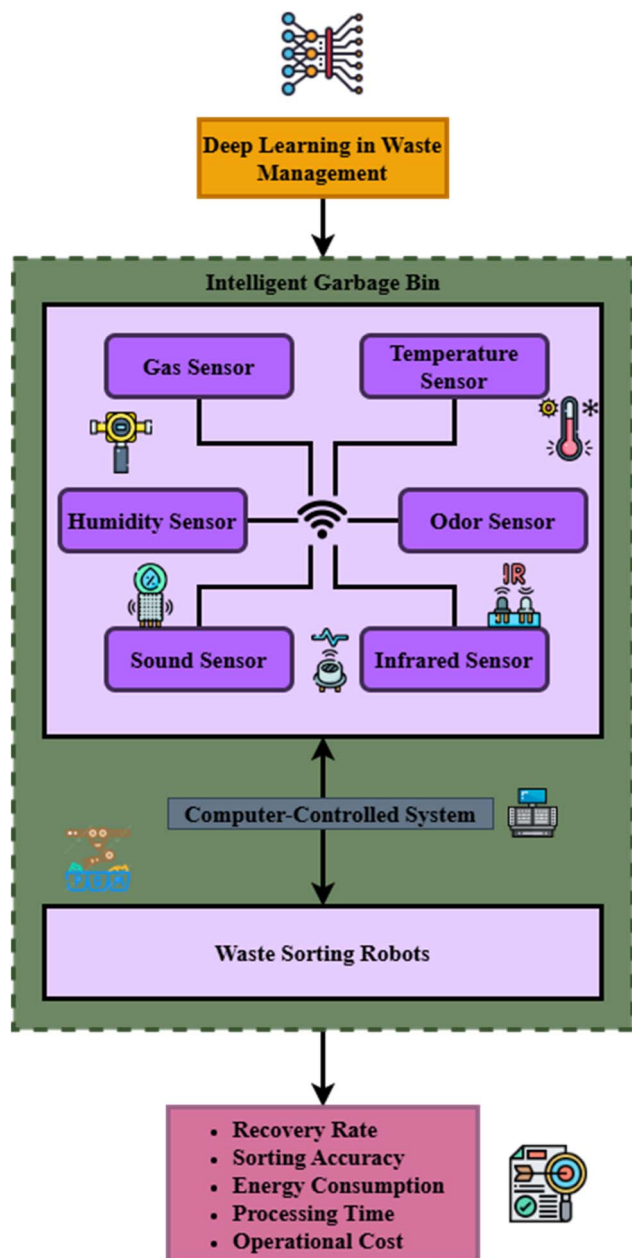 Deep Learning in Waste
Management
Intelligent Garbage Bin
Gas Sensor
Temperature
Sensor
Humidity Sensor
Odor Sensor
IR
Sound Sensor
Infrared Sensor
Computer-Controlled System
Waste Sorting Robots
• Recovery Rate
• Sorting Accuracy
• Energy Consumption
• Processing Time
• Operational Cost